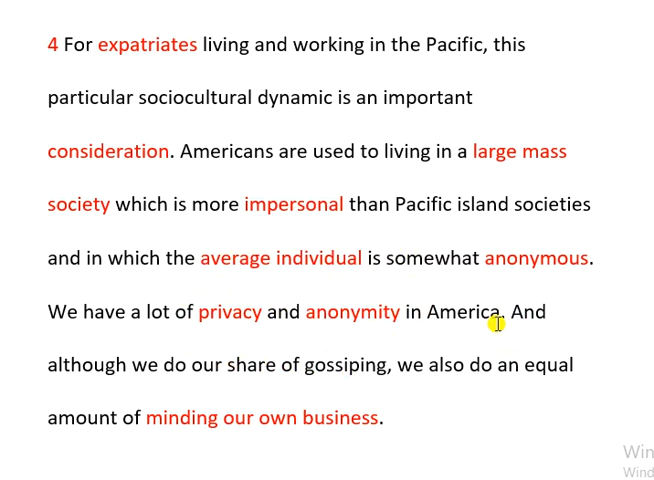 4 For expatriates living and working in the Pacific, this
particular sociocultural dynamic is an important
consideration. Americans are used to living in a large mass
society which is more impersonal than Pacific island societies
and in which the average individual is somewhat anonymous.
We have a lot of privacy and anonymity in America. And
although we do our share of gossiping, we also do an equal
amount of minding our own business.
Win
Wind